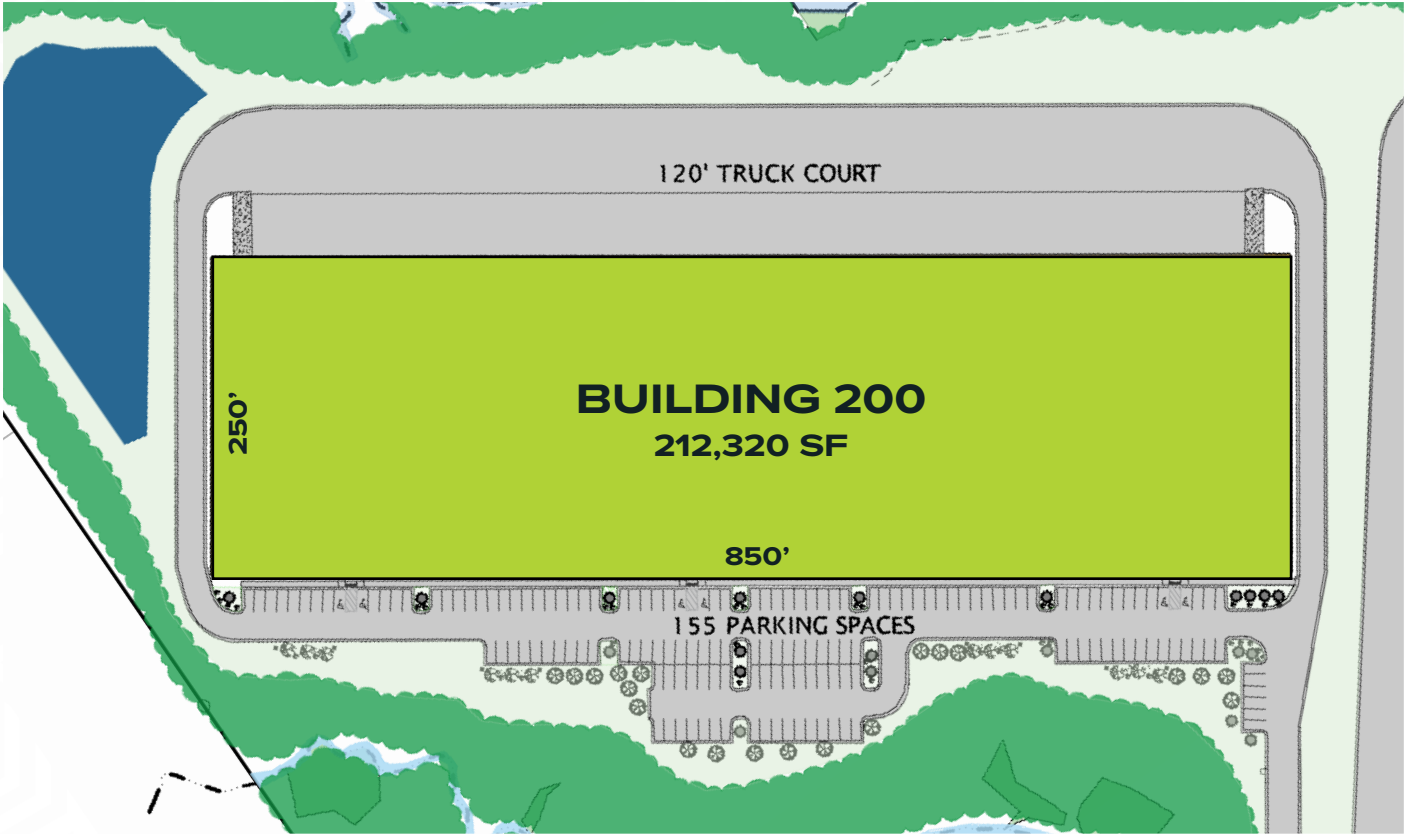 120' TRUCK COURT
BUILDING 200
212,320 SF
250’
850’
155 PARKING SPACES